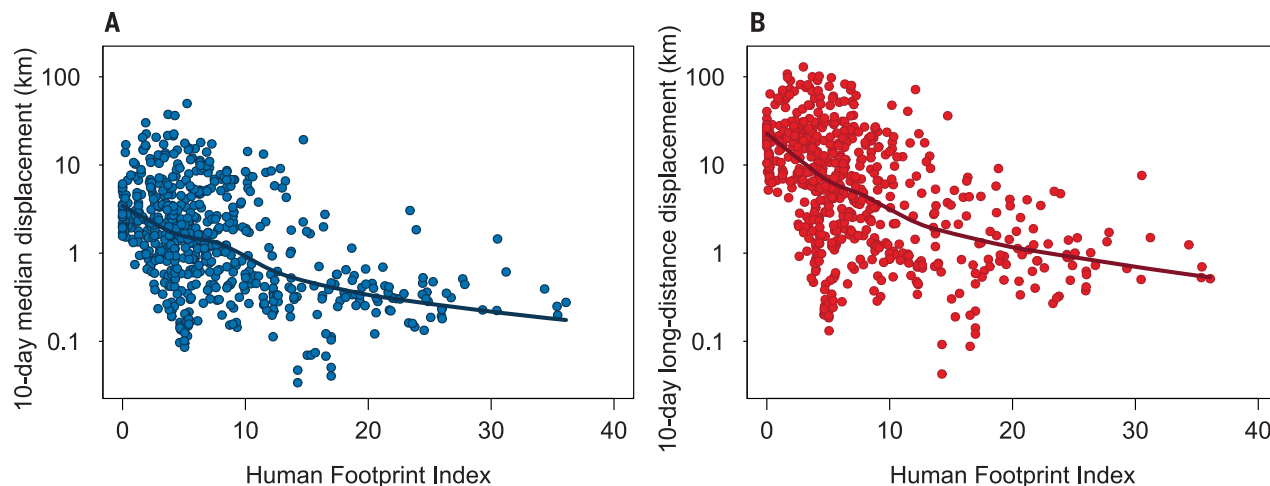 A
10-day median displacement (km)
100
10
1
0.1
0 10 20 30 40
Human Footprint Index
B
10-day long-distance displacement (km)
100
10
1
0.1
0 10 20 30 40
Human Footprint Index